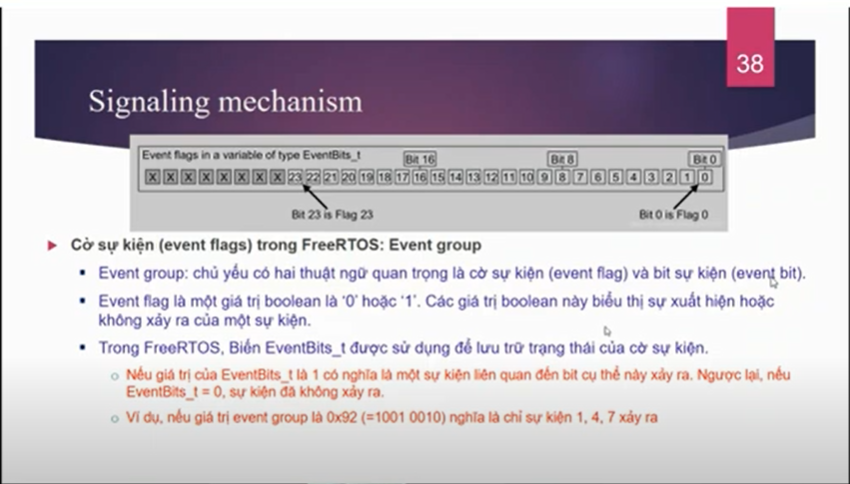 38
Signaling mechanism
Event flags in a variable of type EventBits_t
Bit 16
Bit 8
Bit 0
X X X X X X X X 23 22 21 20 19 18 17 16 15 14 13 12 11 10 9 8 7 6 5 4 3 2 1 0
Bit 23 is Flag 23
Bit 0 is Flag 0
Cờ sự kiện (event flags) trong FreeRTOS: Event group
Event group: chủ yếu có hai thuật ngữ quan trọng là cờ sự kiện (event flag) và bit sự kiện (event bit).
Event flag là một giá trị boolean là '0' hoặc '1'. Các giá trị boolean này biểu thị sự xuất hiện hoặc
không xảy ra của một sự kiện.
Trong FreeRTOS, Biến EventBits_t được sử dụng để lưu trữ trạng thái của cờ sự kiện.
Nếu giá trị của EventBits_t là 1 có nghĩa là một sự kiện liên quan đến bit cụ thể này xảy ra. Ngược lại, nếu
EventBits_t = 0, sự kiện đã không xảy ra.
Ví dụ, nếu giá trị event group là 0x92 (=1001 0010) nghĩa là chỉ sự kiện 1, 4, 7 xảy ra